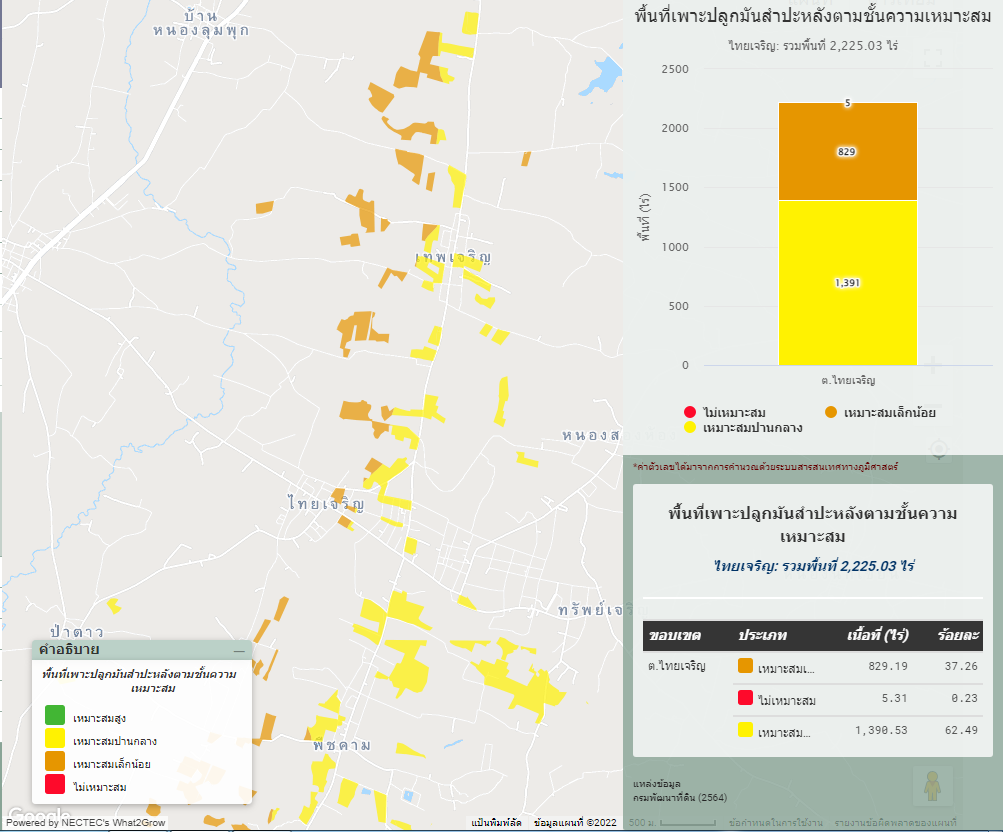 บ้าน
หนองลุมพุก
เทพเจริญ
หนองส
ไทยเจริญ
ทรัพย์เจริ
ป่าตาว
พืชคาม
คำอธิบาย
พื้นที่เพาะปลูกมันสำปะหลังตามชั้นความ
เหมาะสม
เหมาะสมสูง
เหมาะสมปานกลาง
เหมาะสมเล็กน้อย
ไม่เหมาะสม
Google
Powered by NECTEC's What2Grow
แป้นพิมพ์ลัด ข้อมูลแผนที่ ©2022
500 ม. ข้อกำหนดในการใช้งาน รายงานข้อผิดพลาดของแผนที่
พื้นที่เพาะปลูกมันสำปะหลังตามชั้นความเหมาะสม
ไทยเจริญ: รวมพื้นที่ 2,225.03 ไร่
พื้นที่ (ไร่)
2500
2000
1500
1000
500
0
5
829
1,391
ต.ไทยเจริญ
ไม่เหมาะสม
เหมาะสมเล็กน้อย
เหมาะสมปานกลาง
*ค่าตัวเลขได้มาจากการคำนวณด้วยระบบสารสนเทศทางภูมิศาสตร์
พื้นที่เพาะปลูกมันสำปะหลังตามชั้นความ
เหมาะสม
ไทยเจริญ: รวมพื้นที่ 2,225.03 ไร่
ขอบเขต ประเภท เนื้อที่ (ไร่) ร้อยละ
ต.ไทยเจริญ เหมาะสมเ... 829.19 37.26
ไม่เหมาะสม 5.31 0.23
เหมาะสม... 1,390.53 62.49
แหล่งข้อมูล
กรมพัฒนาที่ดิน (2564)